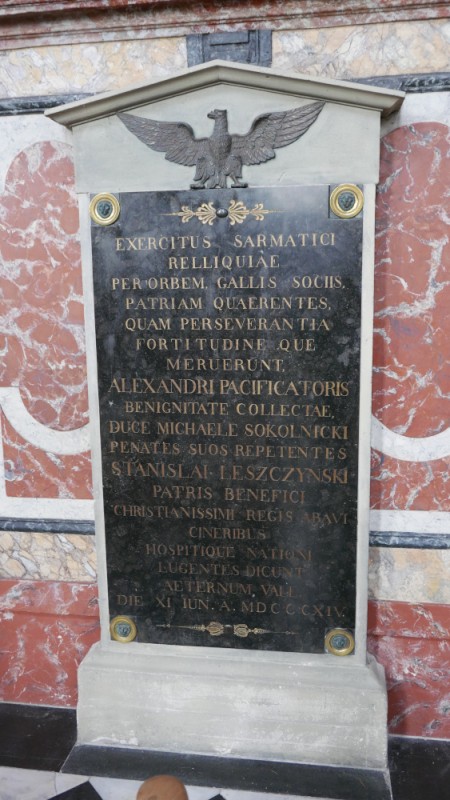 EXERCITUS SARMATICI
RELLIQUIAE
PER ORBEM, GALLIS SOCIIS,
PATRIAM QUAERENTES,
QUAM PERSEVERANTIA
FORTITUDINE QUE
MERUERUNT,
ALEXANDRI PACIFICATORIS
BENIGNITATE COLLECTAE,
DUCE MICHAELE SOKOLNICKI
PENATES SUOS REPETENTES
STANISLAI LESZCZYNSKI
PATRIS BENEFICI
CHRISTIANISSIMI REGIS ABAVI
CINERIBUS
HOSPITIQUE NATIONI
LUGENTES DICUNT
AETERNUM, VALE.
DIE XI IUN. A. MDCCCXIV.